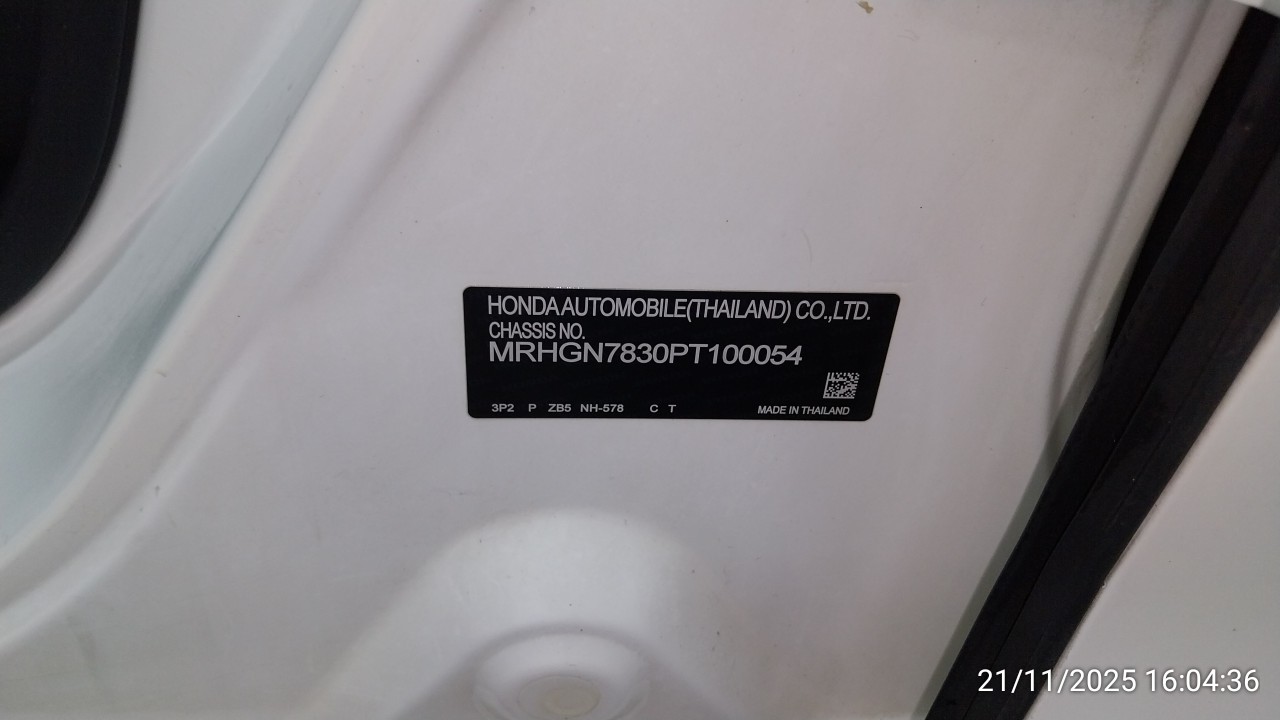 HONDA AUTOMOBILE(THAILAND) CO.,LTD.
CHASSIS NO.
MRHGN7830PT100054
3P2 P ZB5 NH-578 C T MADE IN THAILAND
21/11/2025 16:04:36